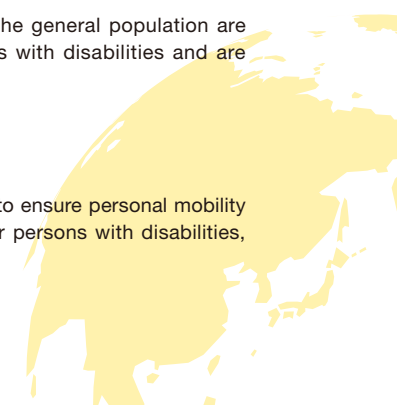 he general population are
s with disabilities and are
to ensure personal mobility
r persons with disabilities,